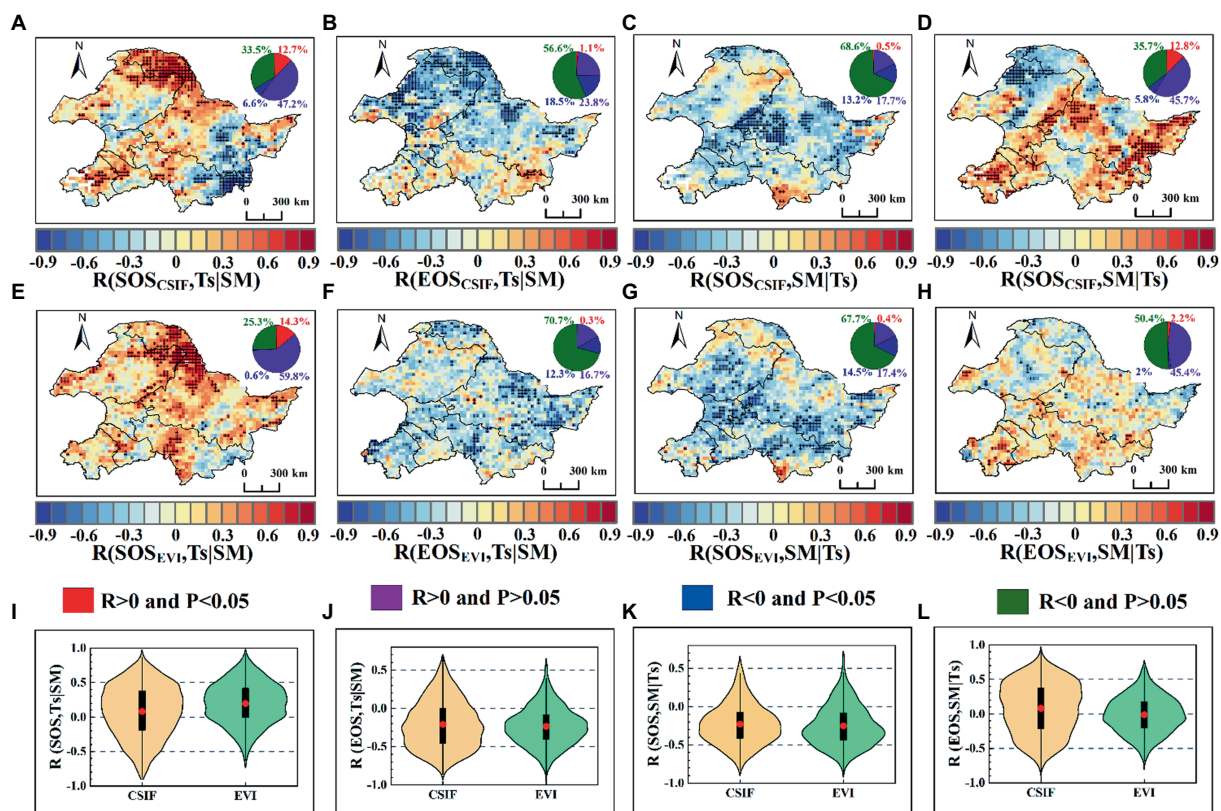 A
B
C
D
N
33.5% 12.7%
6.6% 47.2%
0 300 km
N
56.6% 1.1%
18.5% 23.8%
0 300 km
N
68.6% 0.5%
13.2% 17.7%
0 300 km
N
35.7% 12.8%
5.8% 45.7%
0 300 km
-0.9 -0.6 -0.3 0 0.3 0.6 0.9
R(SOSCSIF,Ts|SM)
-0.9 -0.6 -0.3 0 0.3 0.6 0.9
R(EOSCSIF,Ts|SM)
-0.9 -0.6 -0.3 0 0.3 0.6 0.9
R(SOSCSIF,SM|Ts)
-0.9 -0.6 -0.3 0 0.3 0.6 0.9
R(SOSCSIF,SM|Ts)
E
F
G
H
N
25.3% 14.3%
0.6% 59.8%
0 300 km
N
70.7% 0.3%
12.3% 16.7%
0 300 km
N
67.7% 0.4%
14.5% 17.4%
0 300 km
N
50.4% 2.2%
2% 45.4%
0 300 km
-0.9 -0.6 -0.3 0 0.3 0.6 0.9
R(SOSEVI,Ts|SM)
-0.9 -0.6 -0.3 0 0.3 0.6 0.9
R(EOSEVI,Ts|SM)
-0.9 -0.6 -0.3 0 0.3 0.6 0.9
R(SOSEVI,SM|Ts)
-0.9 -0.6 -0.3 0 0.3 0.6 0.9
R(EOSEVI,SM|Ts)
R>0 and P<0.05
R>0 and P>0.05
R<0 and P<0.05
R<0 and P>0.05
I
J
K
L
R (SOS,Ts|SM)
1.0
0.5
0.0
-0.5
-1.0
CSIF EVI
R (EOS,Ts|SM)
0.5
0.0
-0.5
-1.0
CSIF EVI
R (SOS,SM|Ts)
0.5
0.0
-0.5
-1.0
CSIF EVI
R (EOS,SM|Ts)
1.0
0.5
0.0
-0.5
-1.0
CSIF EVI